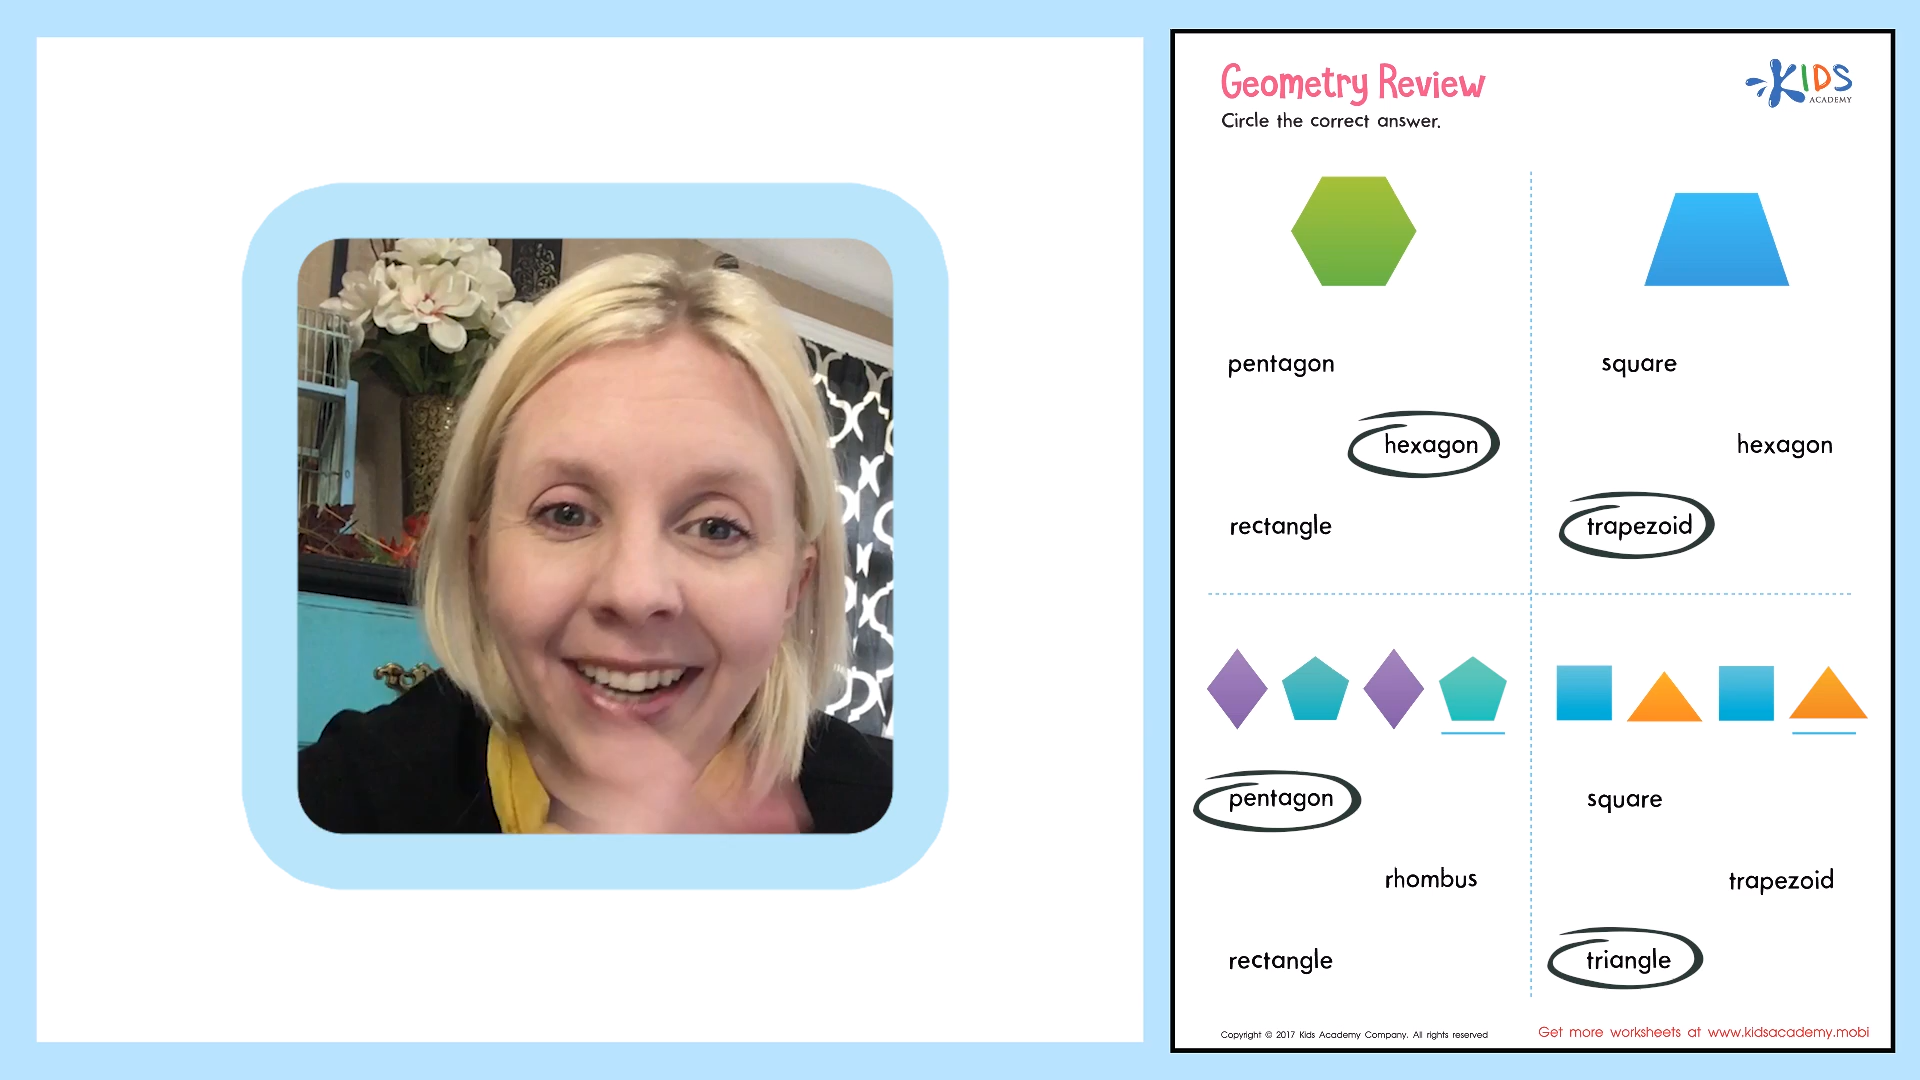 Geometry Review
KIDS
ACADEMY
Circle the correct answer.
pentagon
hexagon
rectangle
square
hexagon
trapezoid
pentagon
rhombus
rectangle
square
trapezoid
triangle
Copyright © 2017 Kids Academy Company. All rights reserved
Get more worksheets at www.kidsacademy.mobi